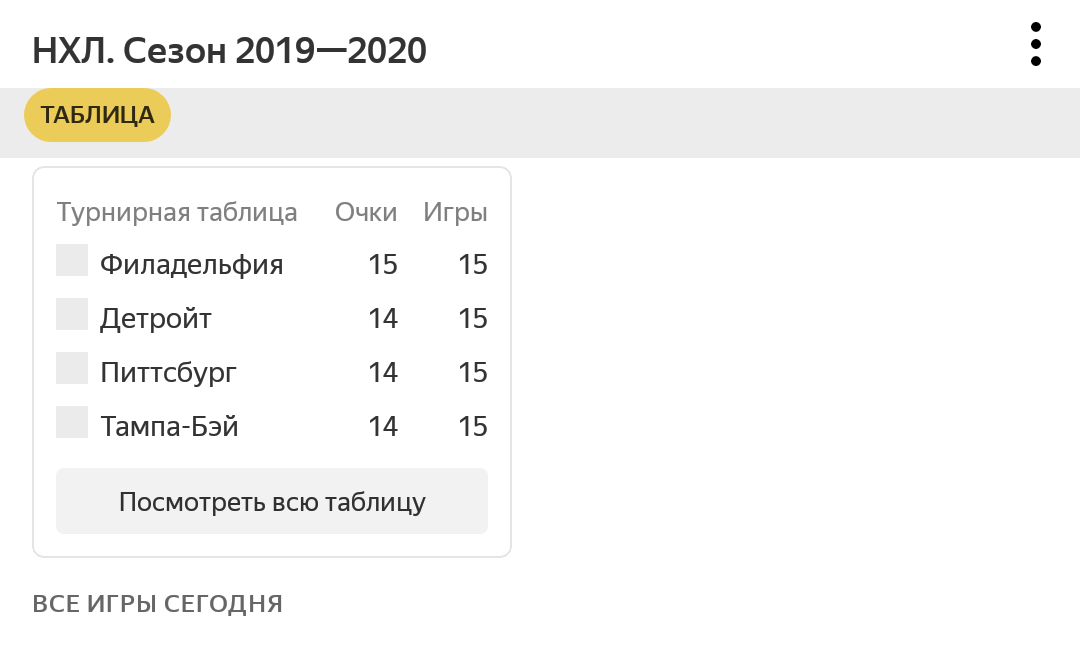 НХЛ. Сезон 2019—2020
ТАБЛИЦА
Турнирная таблица Очки Игры
Филадельфия 15 15
Детройт 14 15
Питтсбург 14 15
Тампа-Бэй 14 15
Посмотреть всю таблицу
ВСЕ ИГРЫ СЕГОДНЯ